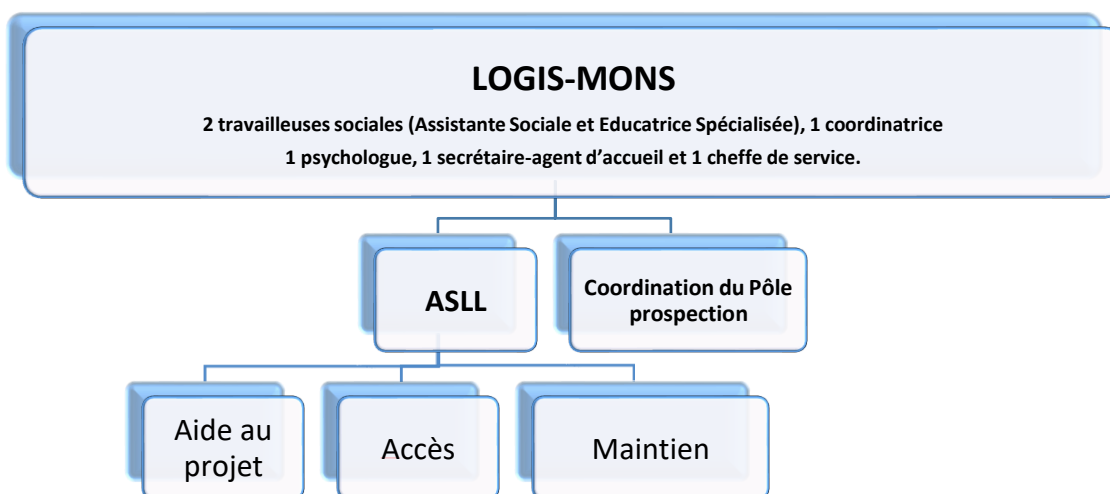 LOGIS-MONS
2 travailleuses sociales (Assistante Sociale et Educatrice Spécialisée), 1 coordinatrice
1 psychologue, 1 secrétaire-agent d’accueil et 1 cheffe de service.
ASLL
Coordination du Pôle
prospection
Aide au
projet
Accès
Maintien